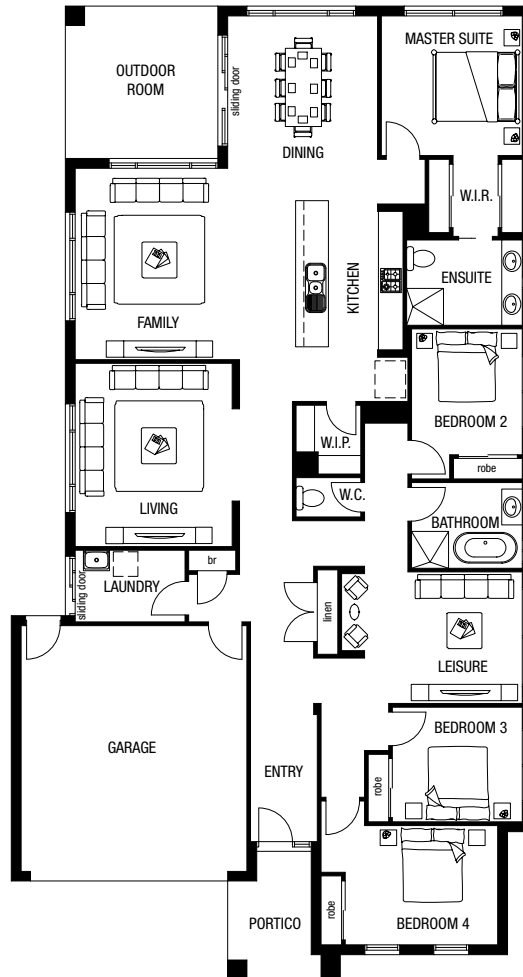 MASTER SUITE
OUTDOOR
ROOM
sliding door
DINING
W.I.R.
KITCHEN
ENSUITE
FAMILY
BEDROOM 2
W.I.P.
robe
W.C.
LIVING
BATHROOM
br
LAUNDRY
sliding door
linen
LEISURE
BEDROOM 3
GARAGE
ENTRY
robe
robe
PORTICO
BEDROOM 4